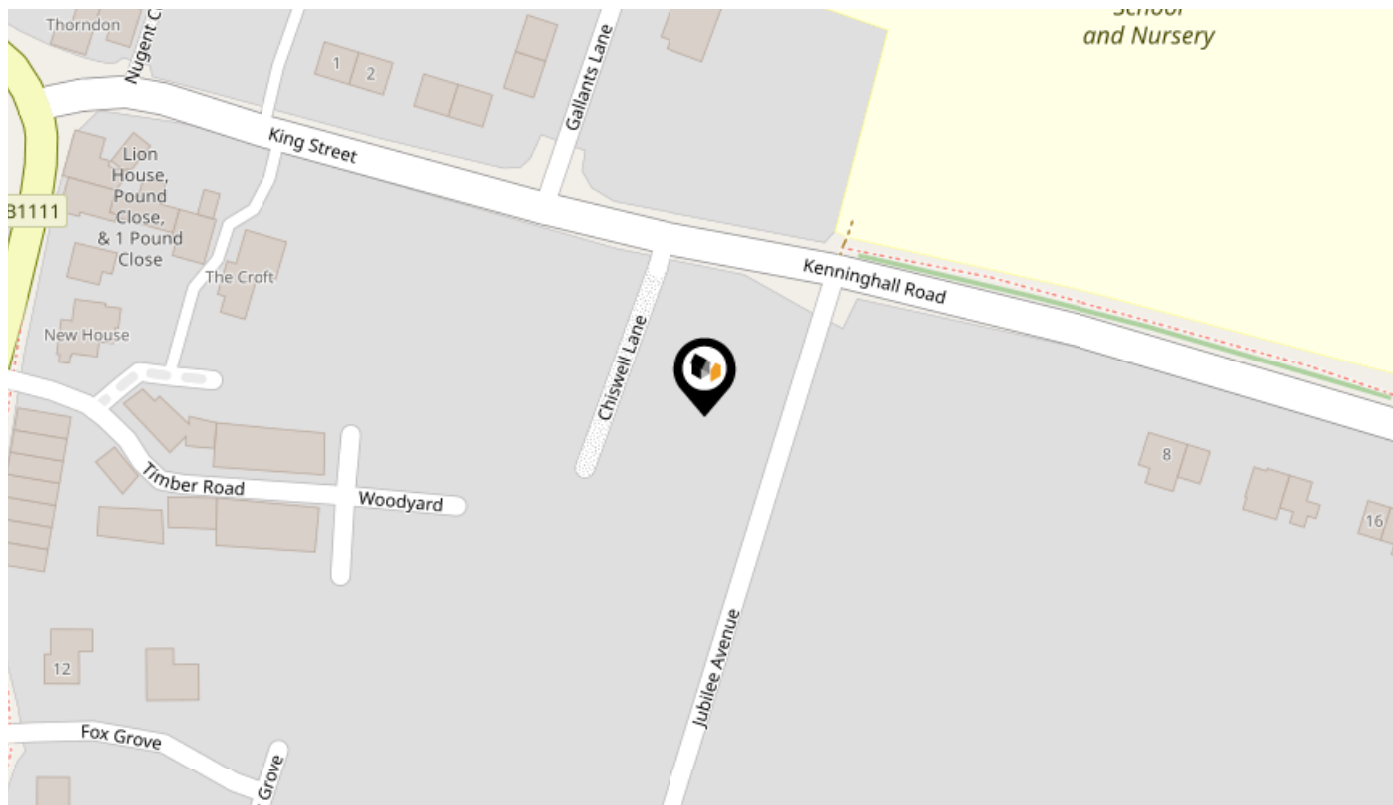 School
and Nursery
Thorndon
Nugent C
1
2
Gallants Lane
King Street
Lion
House,
Pound
Close,
& 1 Pound
Close
B1111
The Croft
Kenninghall Road
New House
Chiswell Lane
8
Timber Road
Woodyard
16
12
Jubilee Avenue
Fox Grove
Grove